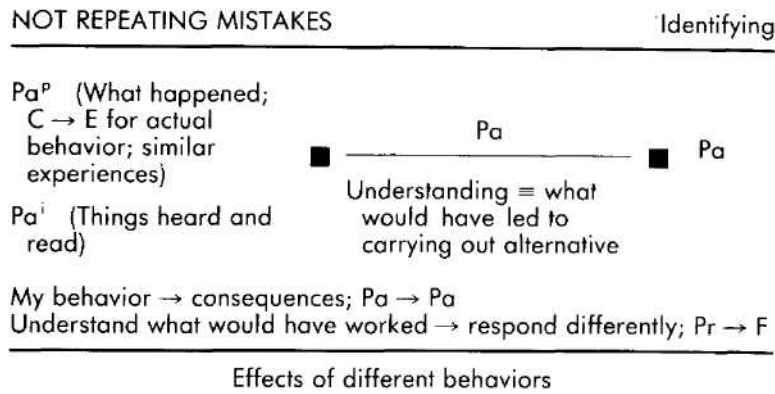 NOT REPEATING MISTAKES Identifying
Paᵖ (What happened;
C → E for actual
behavior; similar
experiences)
Paⁱ (Things heard and
read)
Pa
Understanding ≡ what
would have led to
carrying out alternative
Pa
My behavior → consequences; Pa → Pa
Understand what would have worked → respond differently; Pr → F
Effects of different behaviors